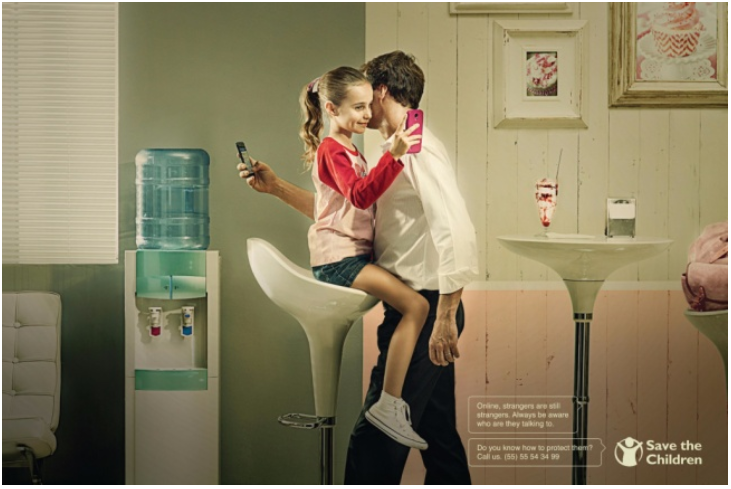 Online, strangers are still
strangers. Always be aware
who are they talking to.
Do you know how to protect them?
Call us. (55) 55 54 34 99
Save the
Children